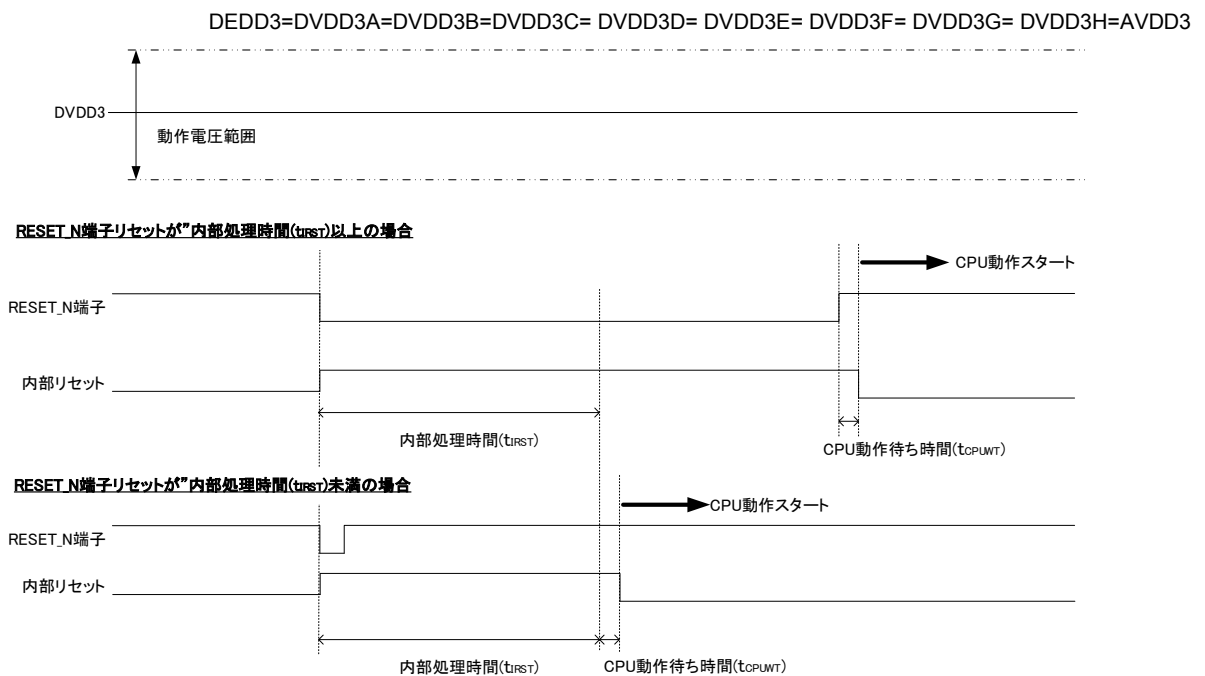 DEDD3=DVDD3A=DVDD3B=DVDD3C= DVDD3D= DVDD3E= DVDD3F= DVDD3G= DVDD3H=AVDD3
DVDD3
動作電圧範囲
RESET_N端子リセットが”内部処理時間(tIRST)以上の場合
CPU動作スタート
RESET_N端子
内部リセット
内部処理時間(tIRST)
CPU動作待ち時間(tCPUWT)
RESET_N端子リセットが”内部処理時間(tIRST)未満の場合
CPU動作スタート
RESET_N端子
内部リセット
内部処理時間(tIRST)
CPU動作待ち時間(tCPUWT)